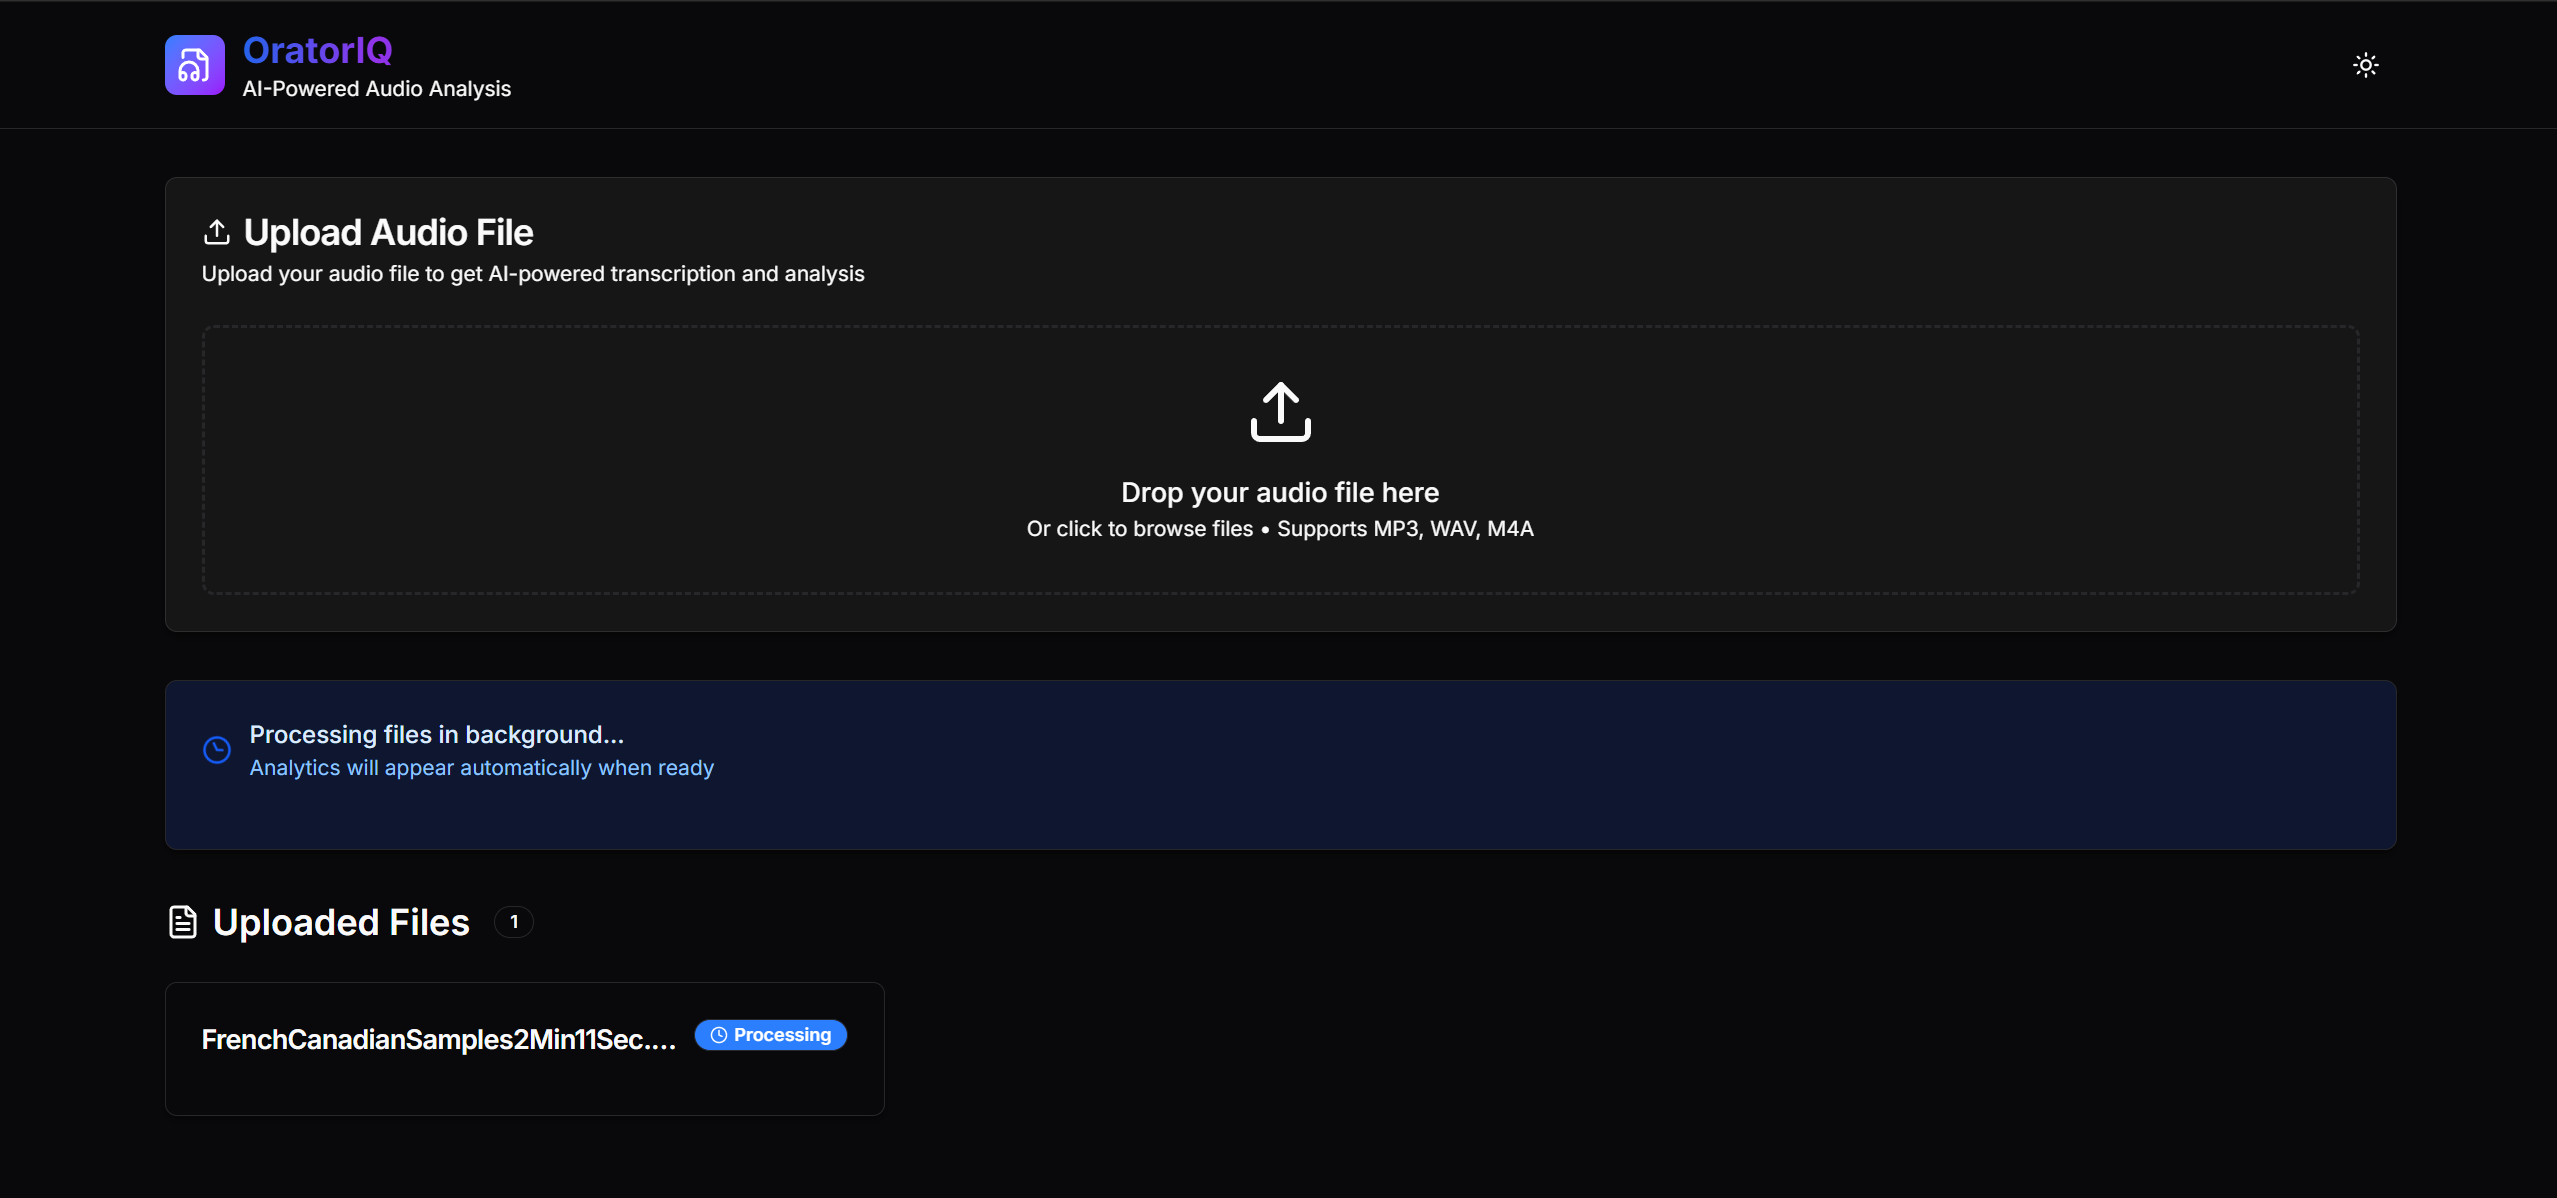 OratorIQ
AI-Powered Audio Analysis
Upload Audio File
Upload your audio file to get AI-powered transcription and analysis
Drop your audio file here
Or click to browse files • Supports MP3, WAV, M4A
Processing files in background...
Analytics will appear automatically when ready
Uploaded Files 1
FrenchCanadianSamples2Min11Sec.... Processing